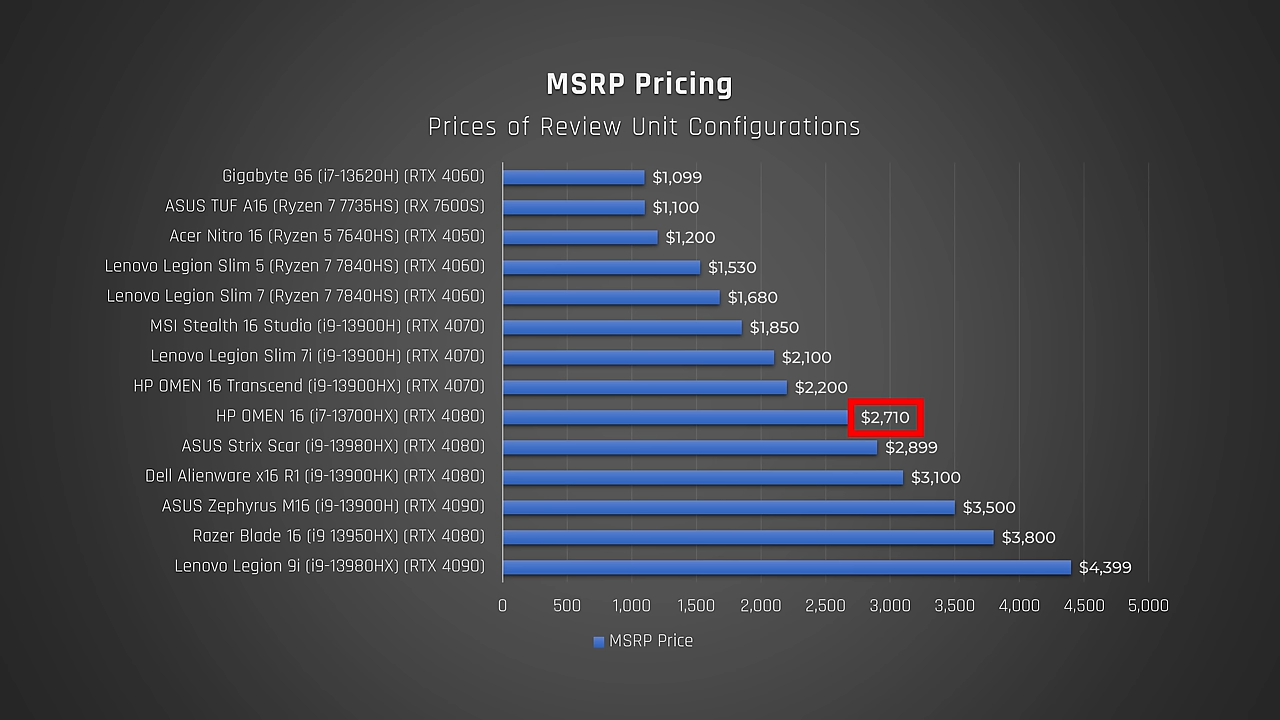 MSRP Pricing
Prices of Review Unit Configurations
Gigabyte G6 (i7-13620H) (RTX 4060) $1,099
ASUS TUF A16 (Ryzen 7 7735HS) (RX 7600S) $1,100
Acer Nitro 16 (Ryzen 5 7640HS) (RTX 4050) $1,200
Lenovo Legion Slim 5 (Ryzen 7 7840HS) (RTX 4060) $1,530
Lenovo Legion Slim 7 (Ryzen 7 7840HS) (RTX 4060) $1,680
MSI Stealth 16 Studio (i9-13900H) (RTX 4070) $1,850
Lenovo Legion Slim 7i (i9-13900H) (RTX 4070) $2,100
HP OMEN 16 Transcend (i9-13900HX) (RTX 4070) $2,200
HP OMEN 16 (i7-13700HX) (RTX 4080) $2,710
ASUS Strix Scar (i9-13980HX) (RTX 4080) $2,899
Dell Alienware x16 R1 (i9-13900HK) (RTX 4080) $3,100
ASUS Zephyrus M16 (i9-13900H) (RTX 4090) $3,500
Razer Blade 16 (i9 13950HX) (RTX 4080) $3,800
Lenovo Legion 9i (i9-13980HX) (RTX 4090) $4,399
0 500 1,000 1,500 2,000 2,500 3,000 3,500 4,000 4,500 5,000
MSRP Price